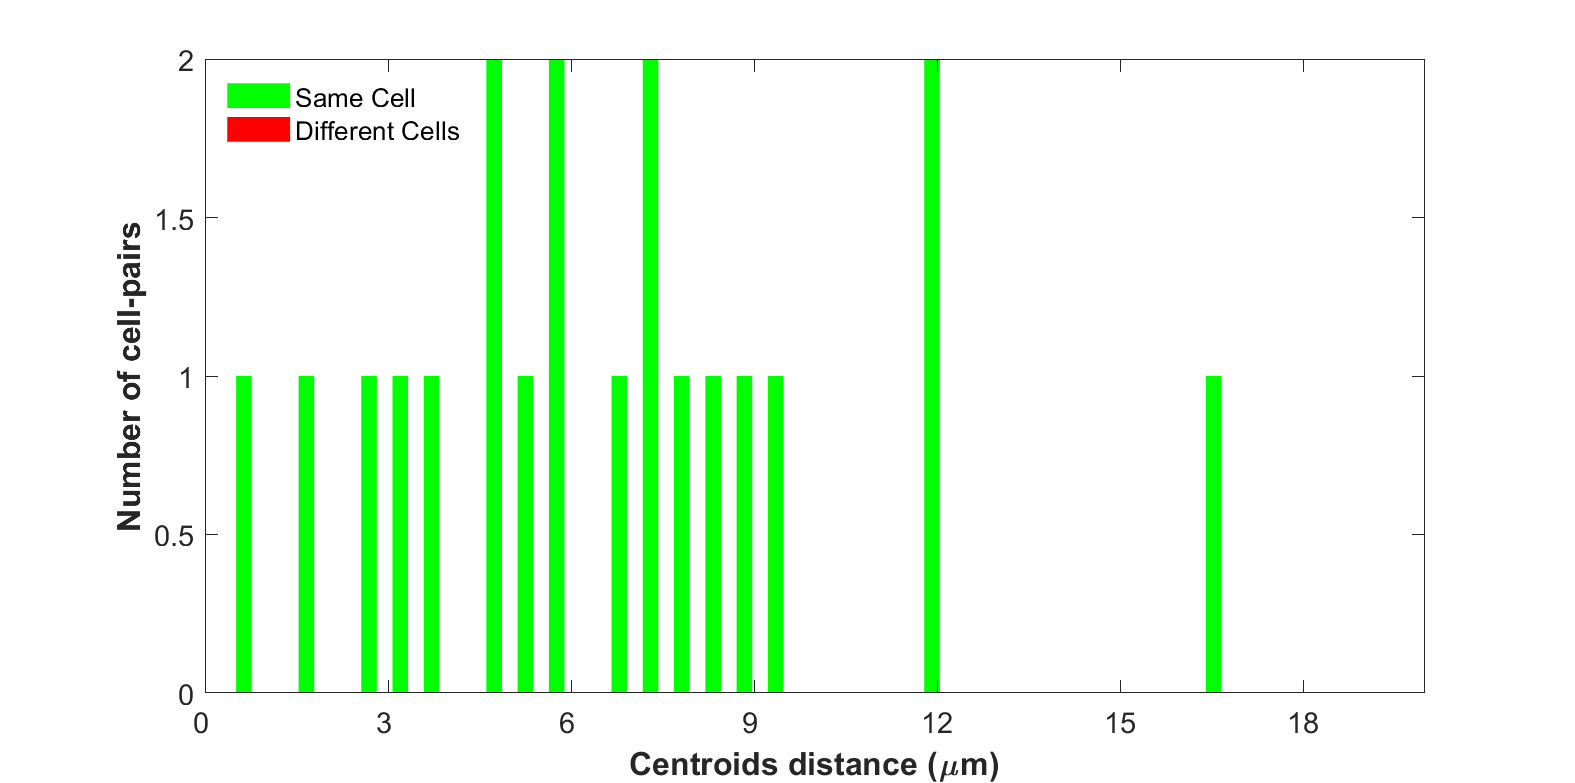 2
Same Cell
Different Cells
1.5
1
0.5
0
Number of cell-pairs
0 3 6 9 12 15 18
Centroids distance (μm)